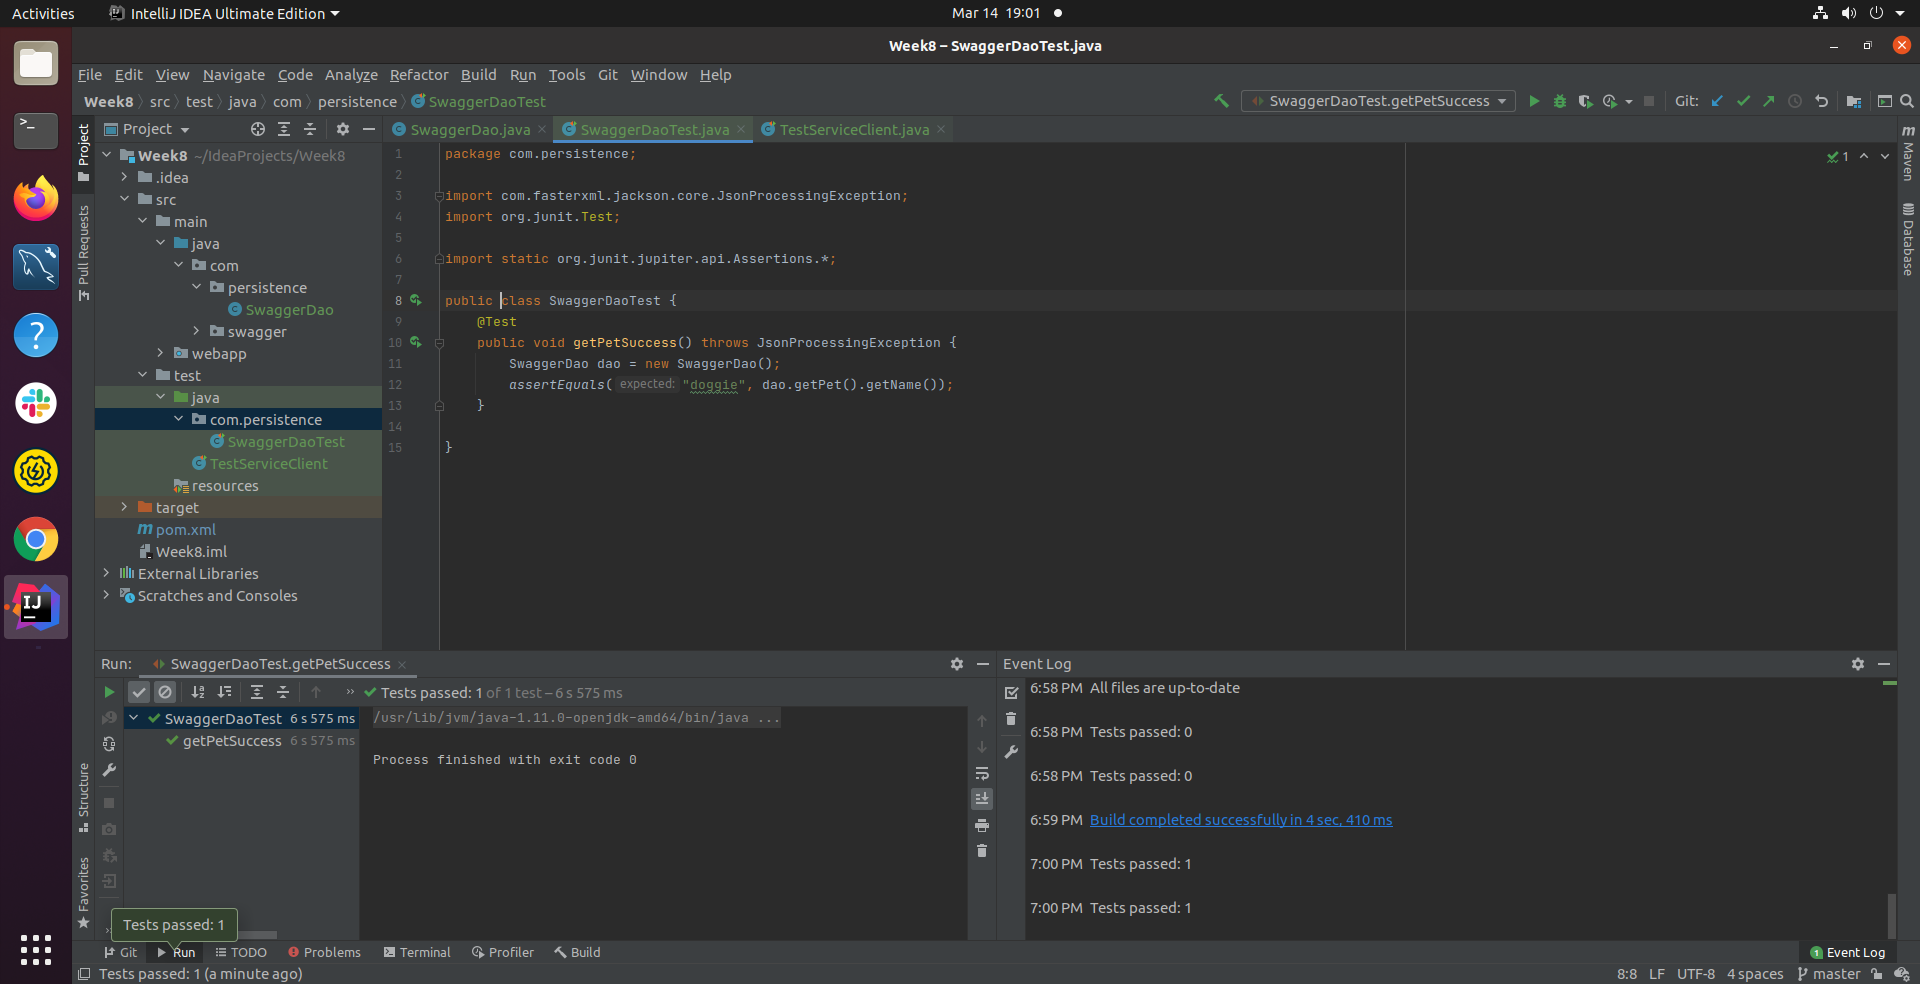 Activities IntelliJ IDEA Ultimate Edition Mar 14 19:01
Week8 – SwaggerDaoTest.java
File Edit View Navigate Code Analyze Refactor Build Run Tools Git Window Help
Week8 src test java com persistence SwaggerDaoTest SwaggerDaoTest.getPetSuccess Git:
Project
SwaggerDao.java SwaggerDaoTest.java TestServiceClient.java
Week8 ~/IdeaProjects/Week8
.idea
src
main
java
com
persistence
SwaggerDao
swagger
webapp
test
java
com.persistence
SwaggerDaoTest
TestServiceClient
resources
target
pom.xml
Week8.iml
External Libraries
Scratches and Consoles
Project
Pull Requests
Structure
Favorites
1 package com.persistence;
2
3 import com.fasterxml.jackson.core.JsonProcessingException;
4 import org.junit.Test;
5
6 import static org.junit.jupiter.api.Assertions.*;
7
8 public class SwaggerDaoTest {
9 @Test
10 public void getPetSuccess() throws JsonProcessingException {
11 SwaggerDao dao = new SwaggerDao();
12 assertEquals( expected: "doggie", dao.getPet().getName());
13 }
14
15 }
1
Maven
Database
Run: SwaggerDaoTest.getPetSuccess
Tests passed: 1 of 1 test – 6 s 575 ms
SwaggerDaoTest 6 s 575 ms
getPetSuccess 6 s 575 ms
/usr/lib/jvm/java-1.11.0-openjdk-amd64/bin/java ...
Process finished with exit code 0
Event Log
6:58 PM All files are up-to-date
6:58 PM Tests passed: 0
6:58 PM Tests passed: 0
6:59 PM Build completed successfully in 4 sec, 410 ms
7:00 PM Tests passed: 1
7:00 PM Tests passed: 1
Tests passed: 1
Git Run TODO Problems Terminal Profiler Build 1 Event Log
Tests passed: 1 (a minute ago) 8:8 LF UTF-8 4 spaces master